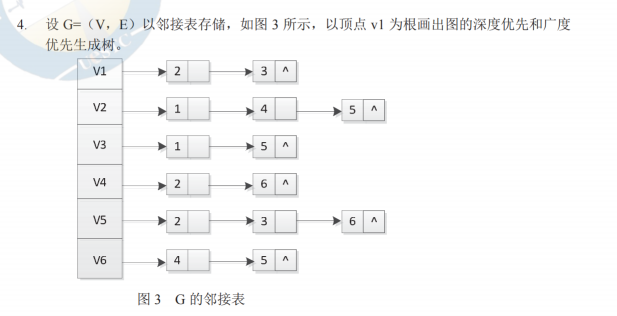 4. 设 G=（V，E）以邻接表存储，如图 3 所示，以顶点 v1 为根画出图的深度优先和广度
优先生成树。
V1 2 3 ^
V2 1 4 5 ^
V3 1 5 ^
V4 2 6 ^
V5 2 3 6 ^
V6 4 5 ^
图 3 G 的邻接表